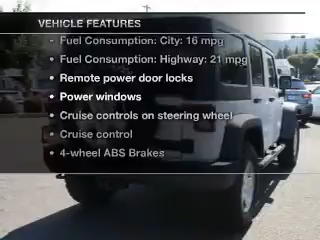 VEHICLE FEATURES
• Fuel Consumption: City: 16 mpg
• Fuel Consumption: Highway: 21 mpg
• Remote power door locks
• Power windows
• Cruise controls on steering wheel
• Cruise control
• 4-wheel ABS Brakes